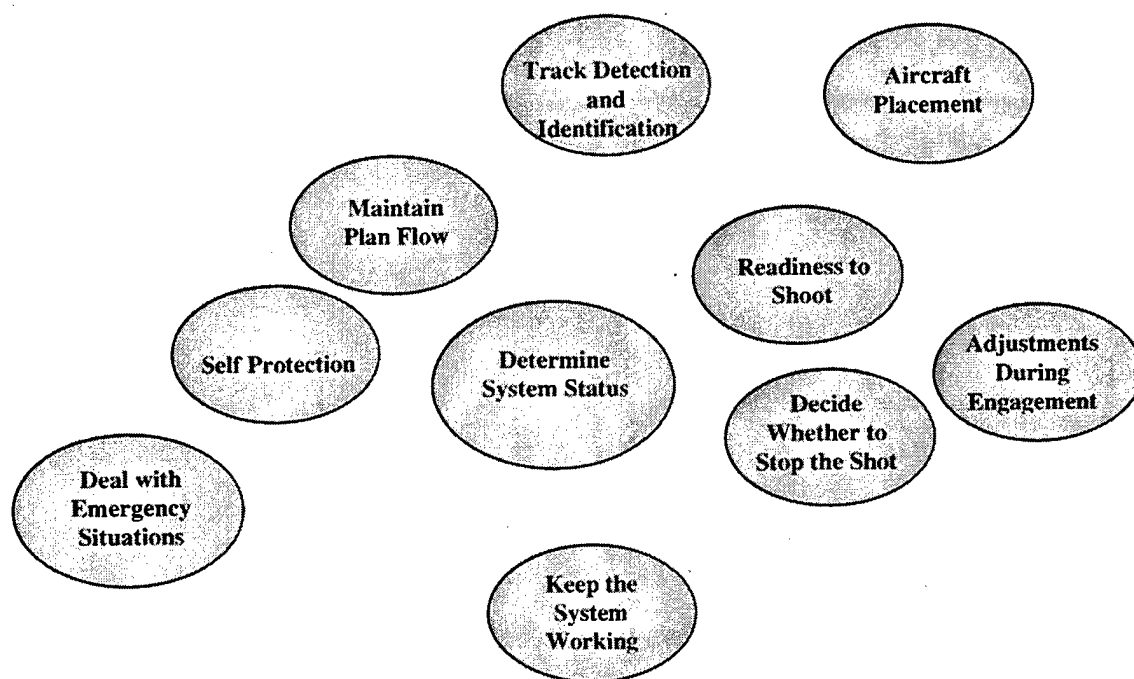 Track Detection
and
Identification
Aircraft
Placement
Maintain
Plan Flow
Readiness to
Shoot
Self Protection
Determine
System Status
Adjustments
During
Engagement
Decide
Whether to
Stop the Shot
Deal with
Emergency
Situations
Keep the
System
Working